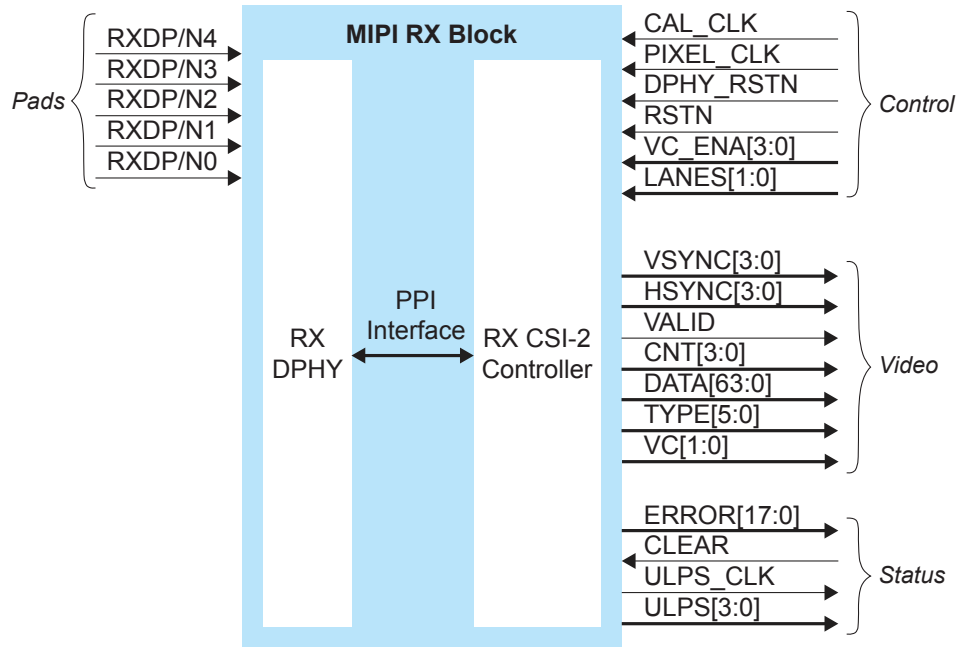 MIPI RX Block
Pads
RXDP/N4
RXDP/N3
RXDP/N2
RXDP/N1
RXDP/N0
RX
DPHY
PPI
Interface
RX CSI-2
Controller
CAL_CLK
PIXEL_CLK
DPHY_RSTN
RSTN
VC_ENA[3:0]
LANES[1:0]
Control
VSYNC[3:0]
HSYNC[3:0]
VALID
CNT[3:0]
DATA[63:0]
TYPE[5:0]
VC[1:0]
Video
ERROR[17:0]
CLEAR
ULPS_CLK
ULPS[3:0]
Status